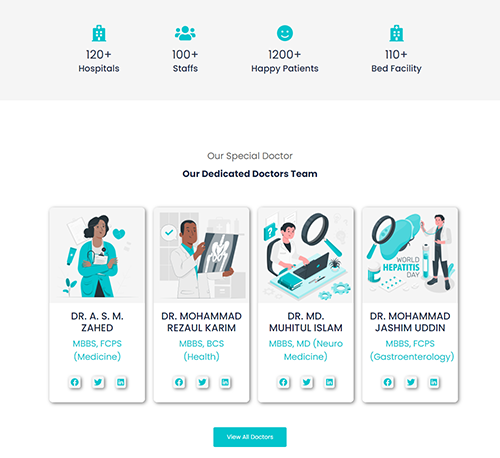 120+
Hospitals
100+
Staffs
1200+
Happy Patients
110+
Bed Facility
Our Special Doctor
Our Dedicated Doctors Team
DR. A. S. M.
ZAHED
MBBS, FCPS
(Medicine)
DR. MOHAMMAD
REZAUL KARIM
MBBS, BCS
(Health)
?
DR. MD.
MUHITUL ISLAM
MBBS, MD (Neuro
Medicine)
WORLD
HEPATITIS
DAY
DR. MOHAMMAD
JASHIM UDDIN
MBBS, FCPS
(Gastroenterology)
View All Doctors